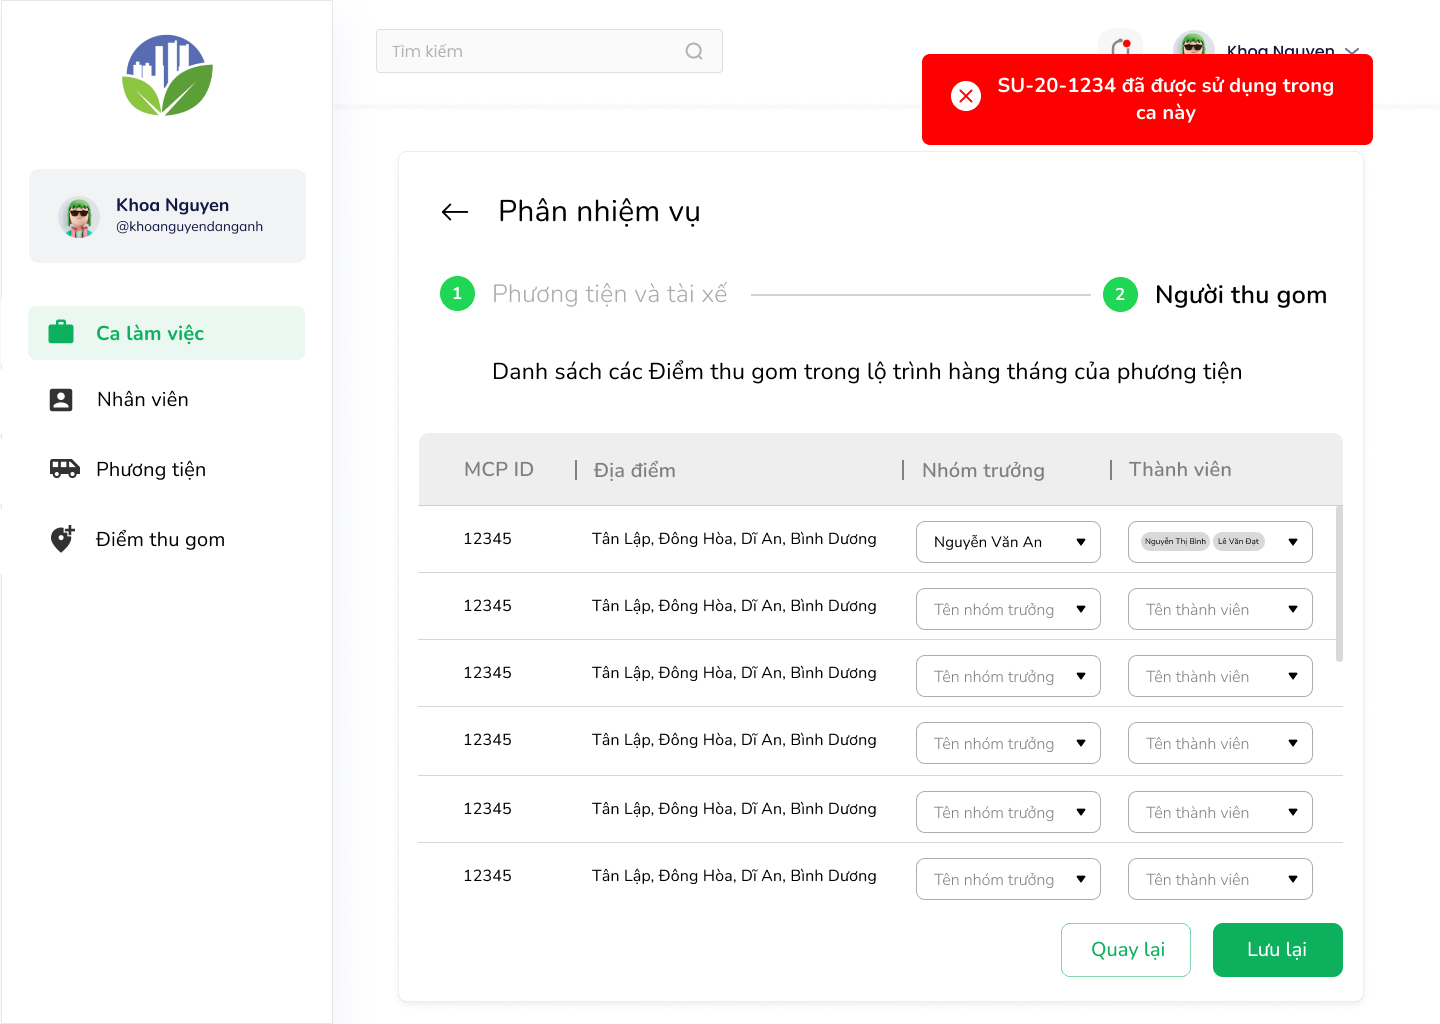 Tìm kiếm
Khoa Nguyen
SU-20-1234 đã được sử dụng trong
ca này
Khoa Nguyen
@khoanguyendanganh
Ca làm việc
Nhân viên
Phương tiện
Điểm thu gom
Phân nhiệm vụ
1 Phương tiện và tài xế
2 Người thu gom
Danh sách các Điểm thu gom trong lộ trình hàng tháng của phương tiện
MCP ID | Địa điểm | Nhóm trưởng | Thành viên
12345 Tân Lập, Đông Hòa, Dĩ An, Bình Dương Nguyễn Văn An Nguyễn Thị Bình Lê Văn Đạt
12345 Tân Lập, Đông Hòa, Dĩ An, Bình Dương Tên nhóm trưởng Tên thành viên
12345 Tân Lập, Đông Hòa, Dĩ An, Bình Dương Tên nhóm trưởng Tên thành viên
12345 Tân Lập, Đông Hòa, Dĩ An, Bình Dương Tên nhóm trưởng Tên thành viên
12345 Tân Lập, Đông Hòa, Dĩ An, Bình Dương Tên nhóm trưởng Tên thành viên
12345 Tân Lập, Đông Hòa, Dĩ An, Bình Dương Tên nhóm trưởng Tên thành viên
Quay lại
Lưu lại